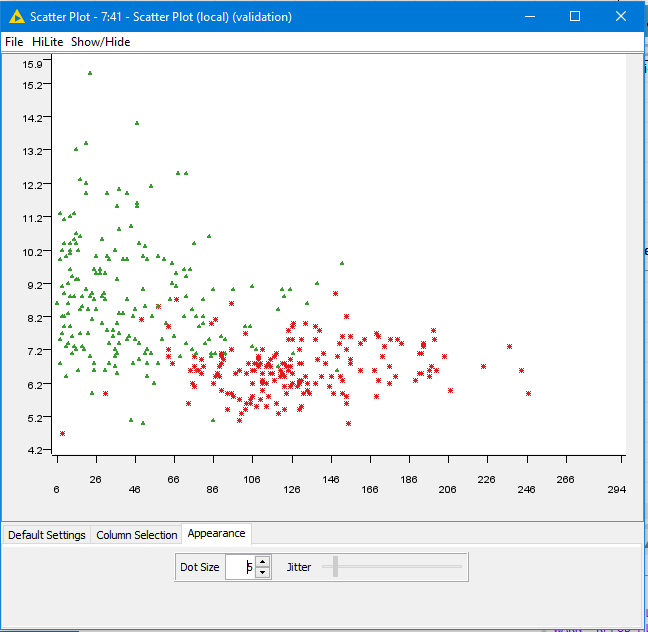 Scatter Plot - 7:41 - Scatter Plot (local) (validation)
File HiLite Show/Hide
15.9
15.2
14.2
13.2
12.2
11.2
10.2
9.2
8.2
7.2
6.2
5.2
4.2
26 66 106 146 186 226 266
6 46 86 126 166 206 246 294
Default Settings Column Selection Appearance
Dot Size 5 Jitter